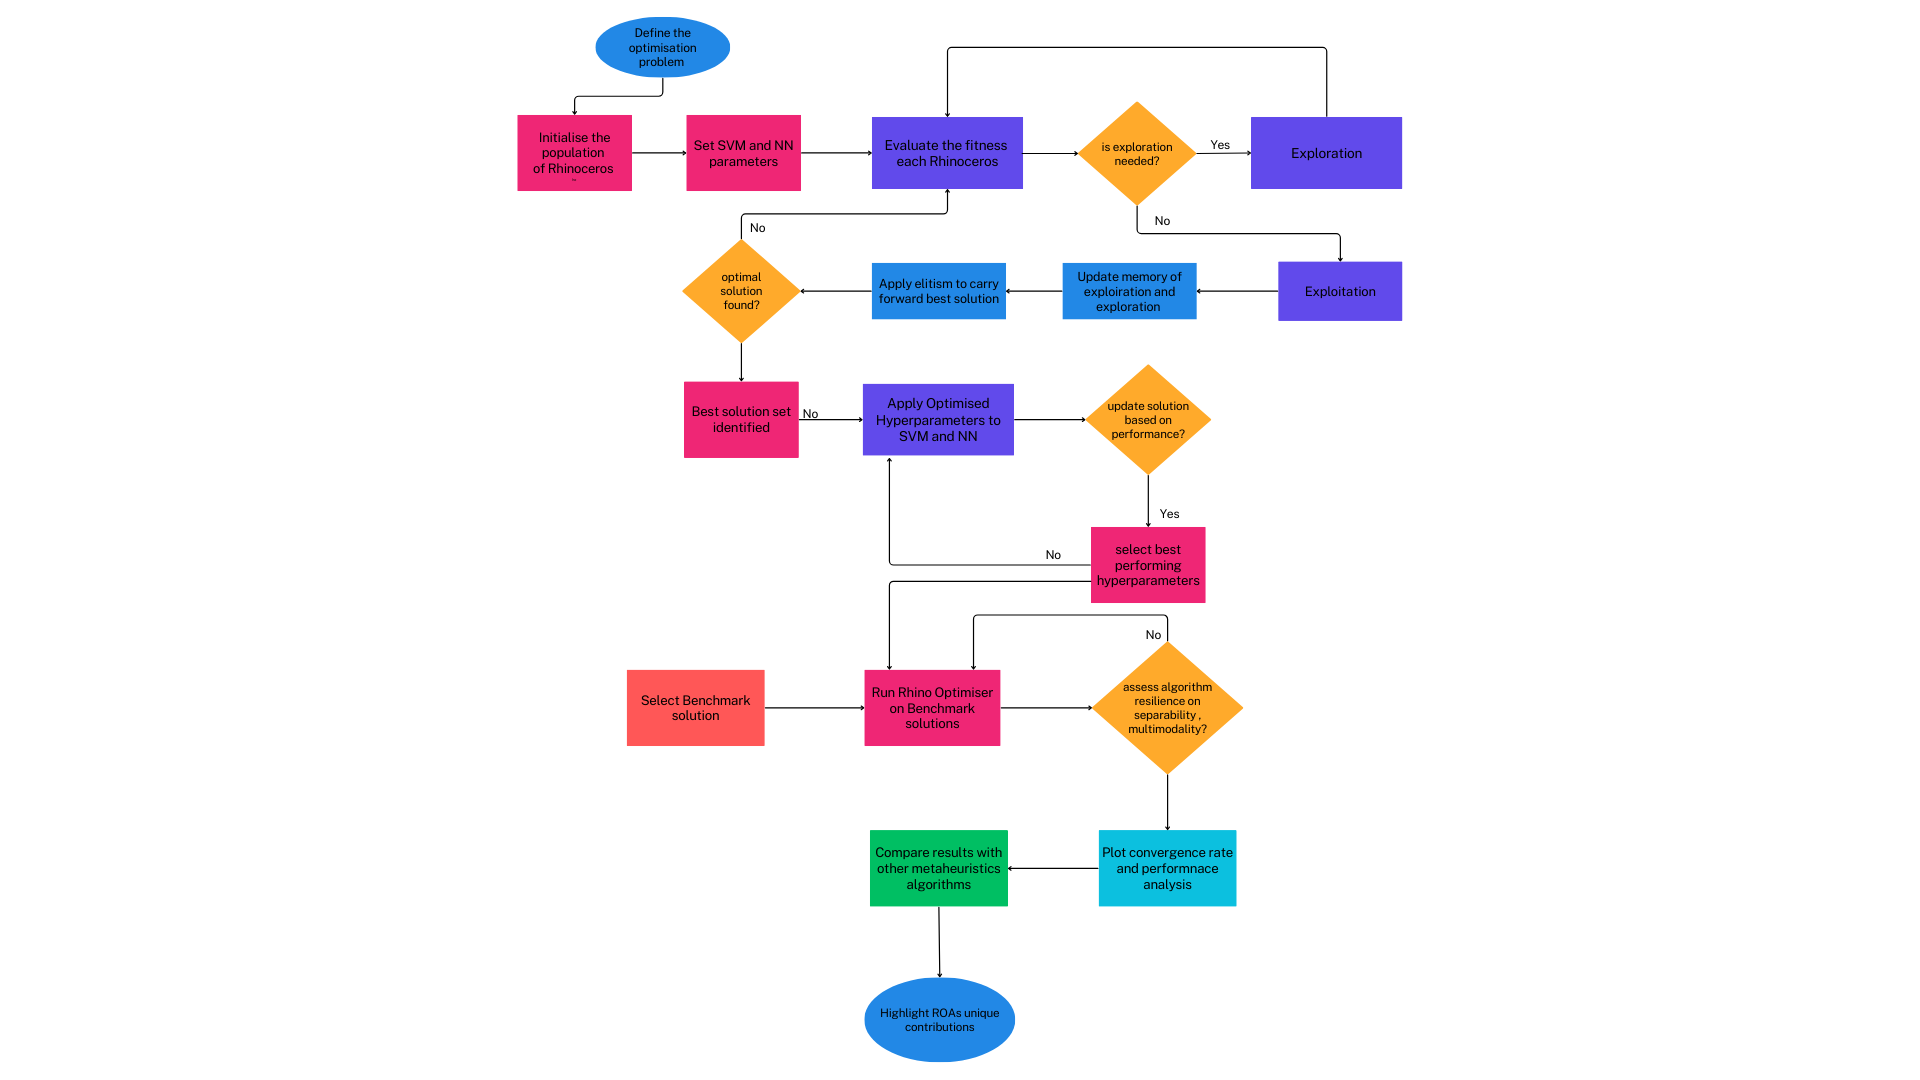 Define the
optimisation
problem
Initialise the
population
of Rhinoceros
~
Set SVM and NN
parameters
Evaluate the fitness
each Rhinoceros
is exploration
needed?
Yes
Exploration
No
No
optimal
solution
found?
Apply elitism to carry
forward best solution
Update memory of
exploiration and
exploration
Exploitation
Best solution set
identified
No
Apply Optimised
Hyperparameters to
SVM and NN
update solution
based on
performance?
Yes
No
select best
performing
hyperparameters
No
Select Benchmark
solution
Run Rhino Optimiser
on Benchmark
solutions
assess algorithm
resilience on
separability ,
multimodality?
Compare results with
other metaheuristics
algorithms
Plot convergence rate
and performnace
analysis
Highlight ROAs unique
contributions